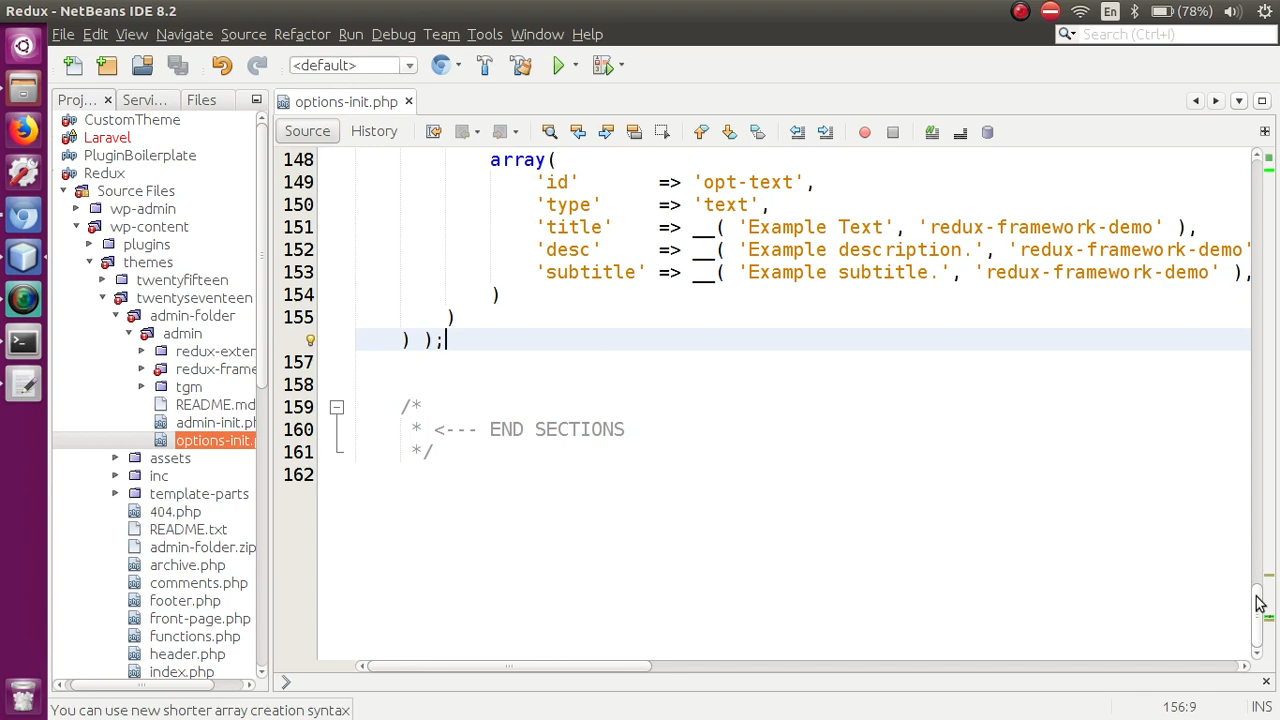 Redux - NetBeans IDE 8.2
En
(78%)
File Edit View Navigate Source Refactor Run Debug Team Tools Window Help
Search (Ctrl+I)
<default>
Proj... Servi... Files
options-init.php
Source History
CustomTheme
Laravel
PluginBoilerplate
Redux
Source Files
wp-admin
wp-content
plugins
themes
twentyfifteen
twentyseventeen
admin-folder
admin
redux-exter
redux-frame
tgm
README.md
admin-init.ph
options-init.p
assets
inc
template-parts
404.php
README.txt
admin-folder.zip
archive.php
comments.php
footer.php
front-page.php
functions.php
header.php
index.php
148 array(
149 'id' => 'opt-text',
150 'type' => 'text',
151 'title' => __( 'Example Text', 'redux-framework-demo' ),
152 'desc' => __( 'Example description.', 'redux-framework-demo'
153 'subtitle' => __( 'Example subtitle.', 'redux-framework-demo' ),
154 )
155 )
) );
157
158
159 /*
160 * <--- END SECTIONS
161 */
162
You can use new shorter array creation syntax
156:9 INS